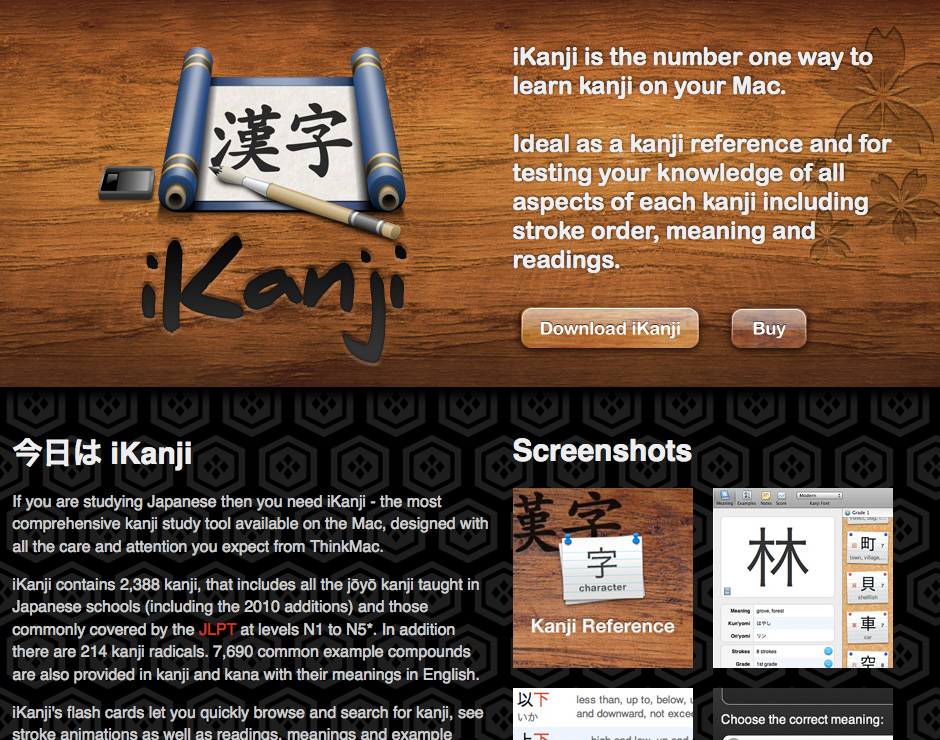 漢字
iKanji
iKanji is the number one way to
learn kanji on your Mac.
Ideal as a kanji reference and for
testing your knowledge of all
aspects of each kanji including
stroke order, meaning and
readings.
Download iKanji
Buy
今日は iKanji
If you are studying Japanese then you need iKanji - the most
comprehensive kanji study tool available on the Mac, designed with
all the care and attention you expect from ThinkMac.
iKanji contains 2,388 kanji, that includes all the jōyō kanji taught in
Japanese schools (including the 2010 additions) and those
commonly covered by the JLPT at levels N1 to N5*. In addition
there are 214 kanji radicals. 7,690 common example compounds
are also provided in kanji and kana with their meanings in English.
iKanji's flash cards let you quickly browse and search for kanji, see
stroke animations as well as readings, meanings and example
Screenshots
漢字
字
character
Kanji Reference
Meaning Examples Notes Score
Modern
Kanji Font
林
Meaning grove, forest
Kun'yomi はやし
On'yomi リン
Strokes 8 strokes
Grade 1st grade
Grade 1
町 7
town, village,
貝 7
shellfish
車 7
car
空
以下
いか
less than, up to, below,
and downward, not
上下
high and low, up and
Choose the correct meaning: